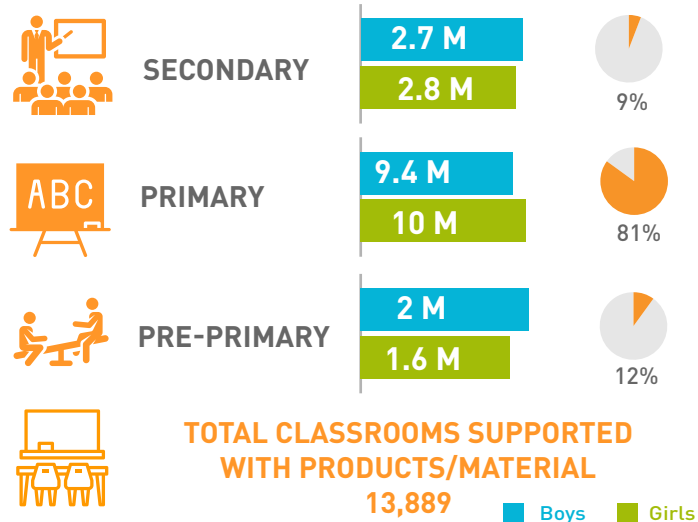 SECONDARY
2.7 M
2.8 M
9%
ABC
PRIMARY
9.4 M
10 M
81%
PRE-PRIMARY
2 M
1.6 M
12%
TOTAL CLASSROOMS SUPPORTED
WITH PRODUCTS/MATERIAL
13,889
Boys
Girls